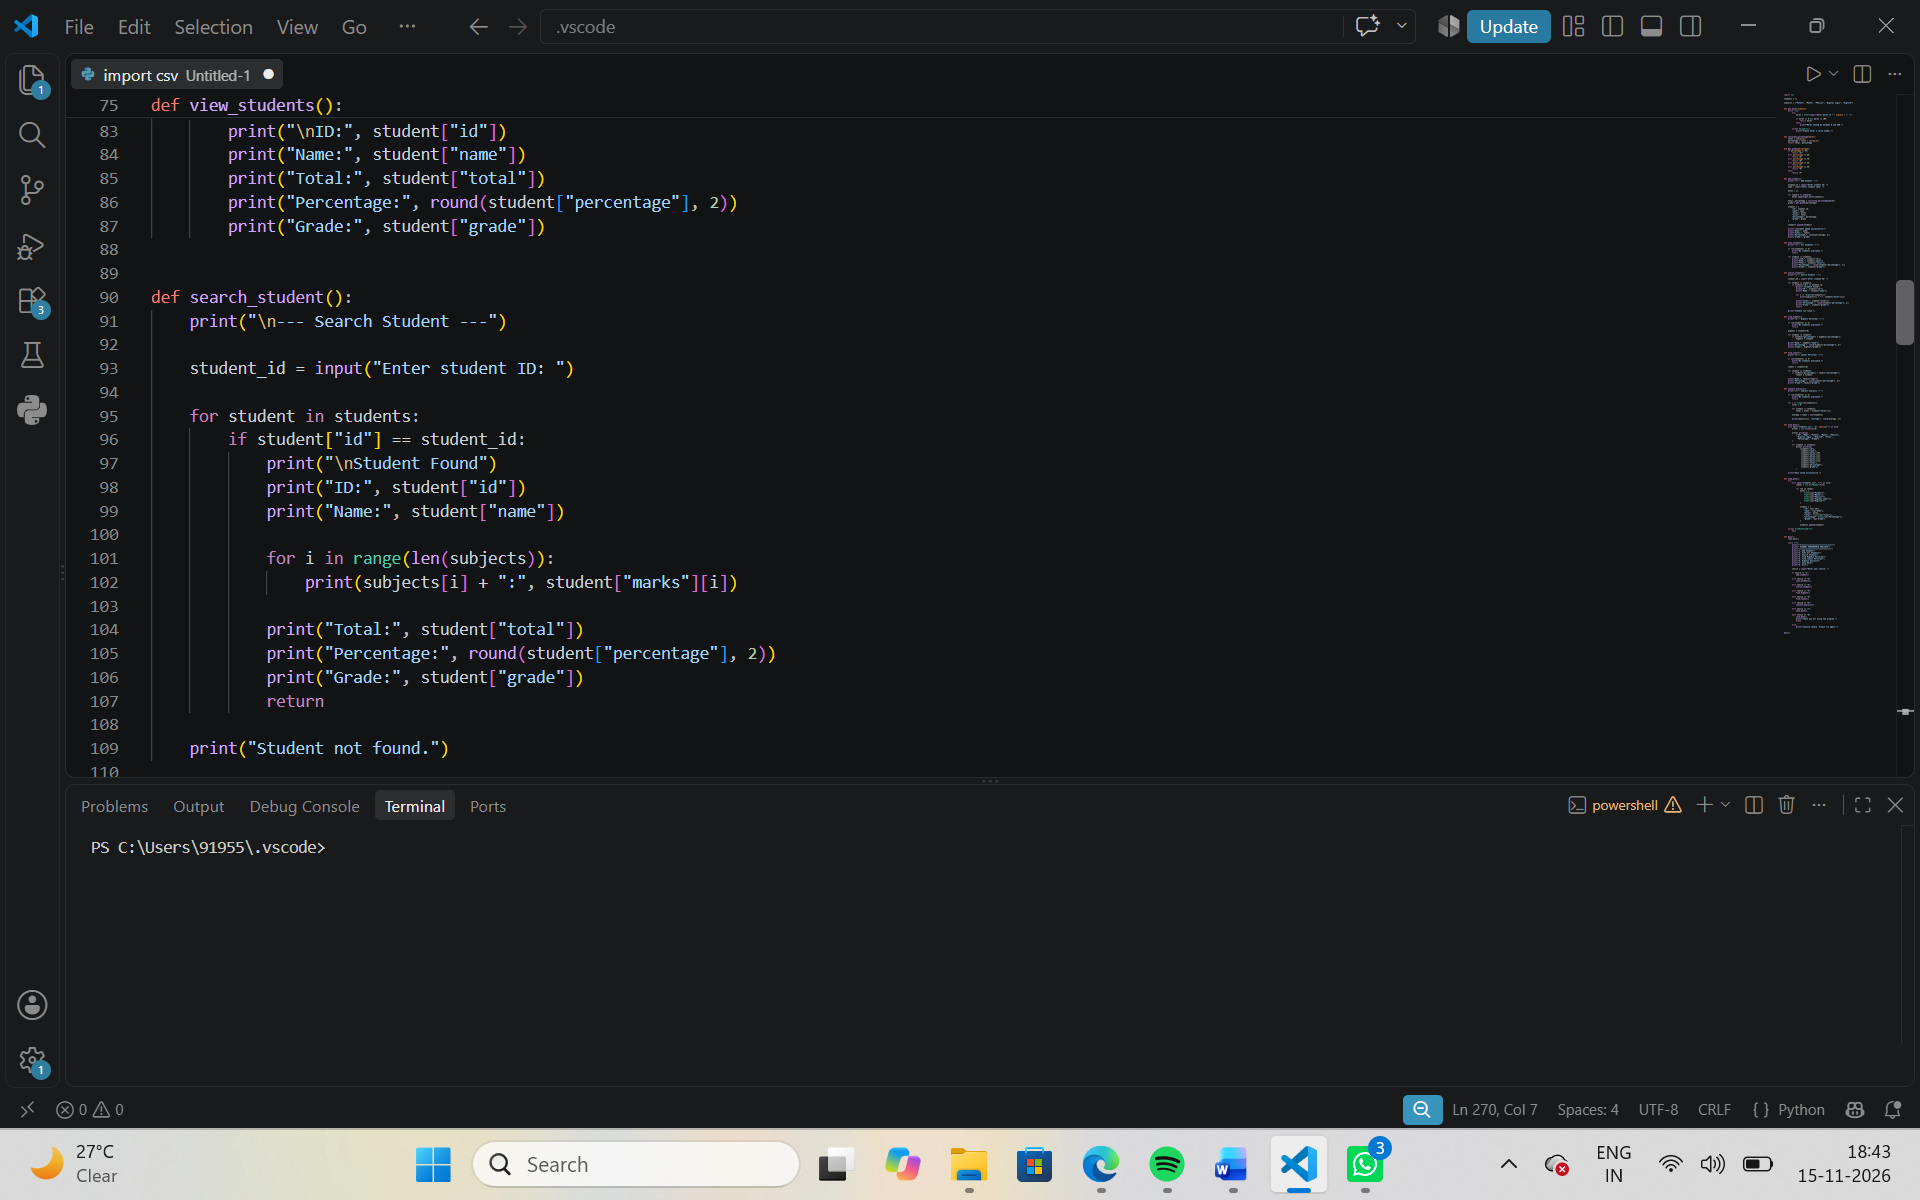 File Edit Selection View Go ··· .vscode Update
import csv Untitled-1
75 def view_students():
83 print("\nID:", student["id"])
84 print("Name:", student["name"])
85 print("Total:", student["total"])
86 print("Percentage:", round(student["percentage"], 2))
87 print("Grade:", student["grade"])
88
89
90 def search_student():
91 print("\n--- Search Student ---")
92
93 student_id = input("Enter student ID: ")
94
95 for student in students:
96 if student["id"] == student_id:
97 print("\nStudent Found")
98 print("ID:", student["id"])
99 print("Name:", student["name"])
100
101 for i in range(len(subjects)):
102 print(subjects[i] + ":", student["marks"][i])
103
104 print("Total:", student["total"])
105 print("Percentage:", round(student["percentage"], 2))
106 print("Grade:", student["grade"])
107 return
108
109 print("Student not found.")
110
1
3
1
Problems Output Debug Console Terminal Ports powershell
PS C:\Users\91955\.vscode>
0 0 Ln 270, Col 7 Spaces: 4 UTF-8 CRLF { } Python
27°C
Clear
Search
3
ENG
IN
18:43
15-11-2026